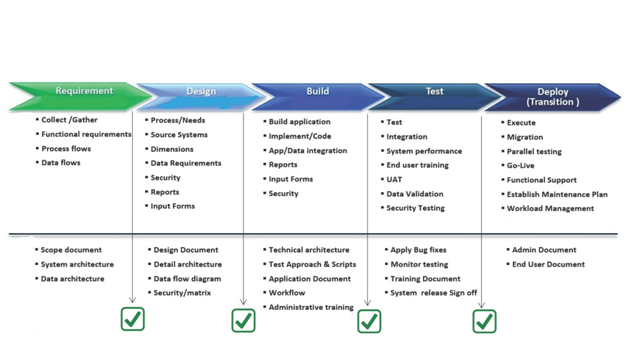 Requirement
Design
Build
Test
Deploy
(Transition )
Collect /Gather
Functional requirements
Process flows
Data flows
Process/Needs
Source Systems
Dimensions
Data Requirements
Security
Reports
Input Forms
Build application
Implement/Code
App/Data integration
Reports
Input Forms
Security
Test
Integration
System performance
End user training
UAT
Data Validation
Security Testing
Execute
Migration
Parallel testing
Go-Live
Functional Support
Establish Maintenance Plan
Workload Management
Scope document
System architecture
Data architecture
Design Document
Detail architecture
Data flow diagram
Security/matrix
Technical architecture
Test Approach & Scripts
Application Document
Workflow
Administrative training
Apply Bug fixes
Monitor testing
Training Document
System release Sign off
Admin Document
End User Document